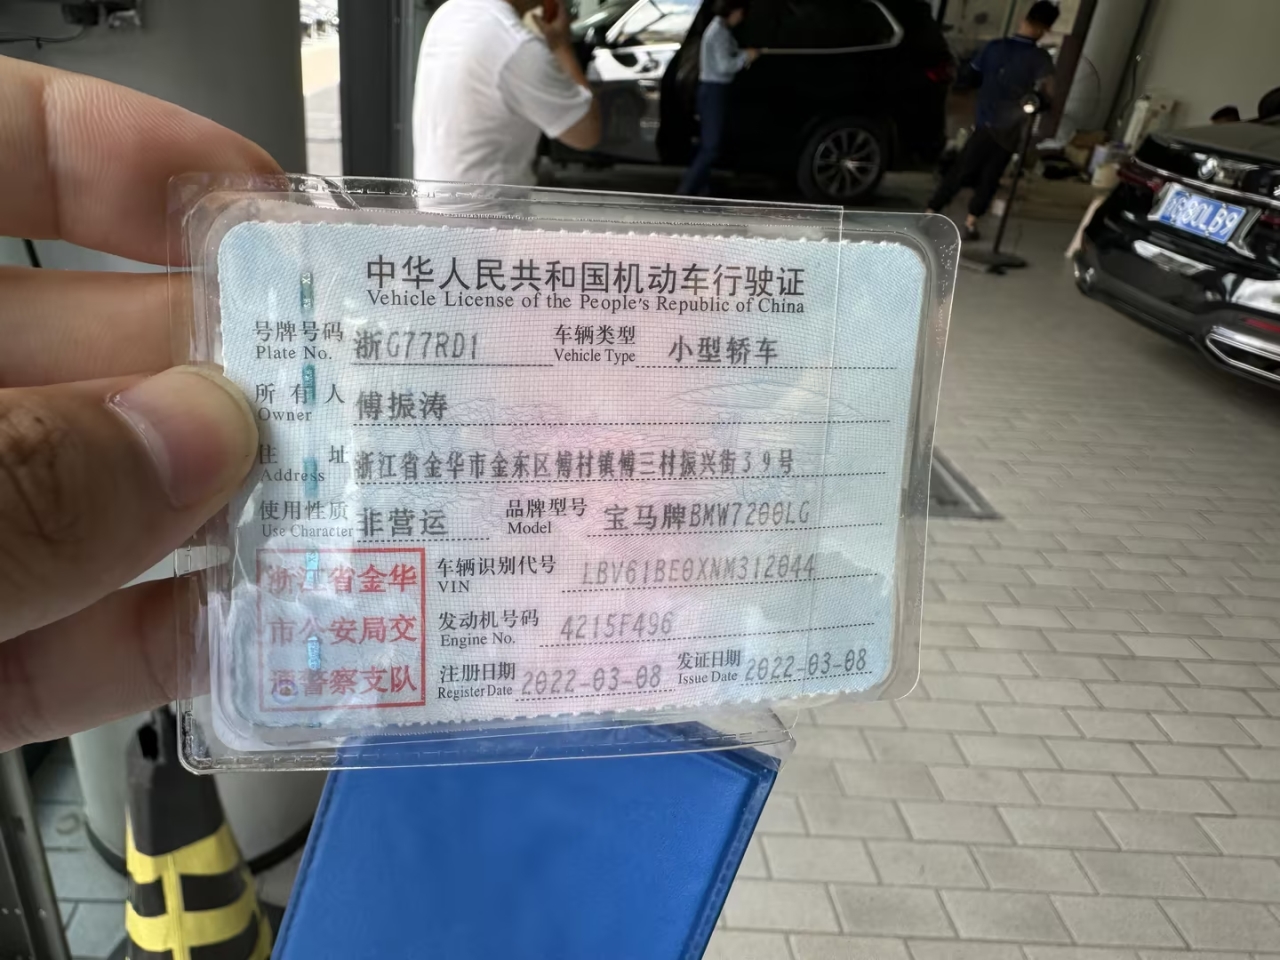 中华人民共和国机动车行驶证
Vehicle License of the People's Republic of China
号牌号码 浙G77RD1 车辆类型 小型轿车
Plate No. Vehicle Type
所有人 傅振涛
Owner
住址 浙江省金华市金东区傅村镇傅三村振兴街39号
Address
使用性质 非营运 品牌型号 宝马牌BMW7200LG
Use Character Model
浙江省金华
市公安局交
通警察支队
车辆识别代号 LBV61BE0XNM312044
VIN
发动机号码 4215F496
Engine No.
注册日期 2022-03-08 发证日期 2022-03-08
Register Date Issue Date